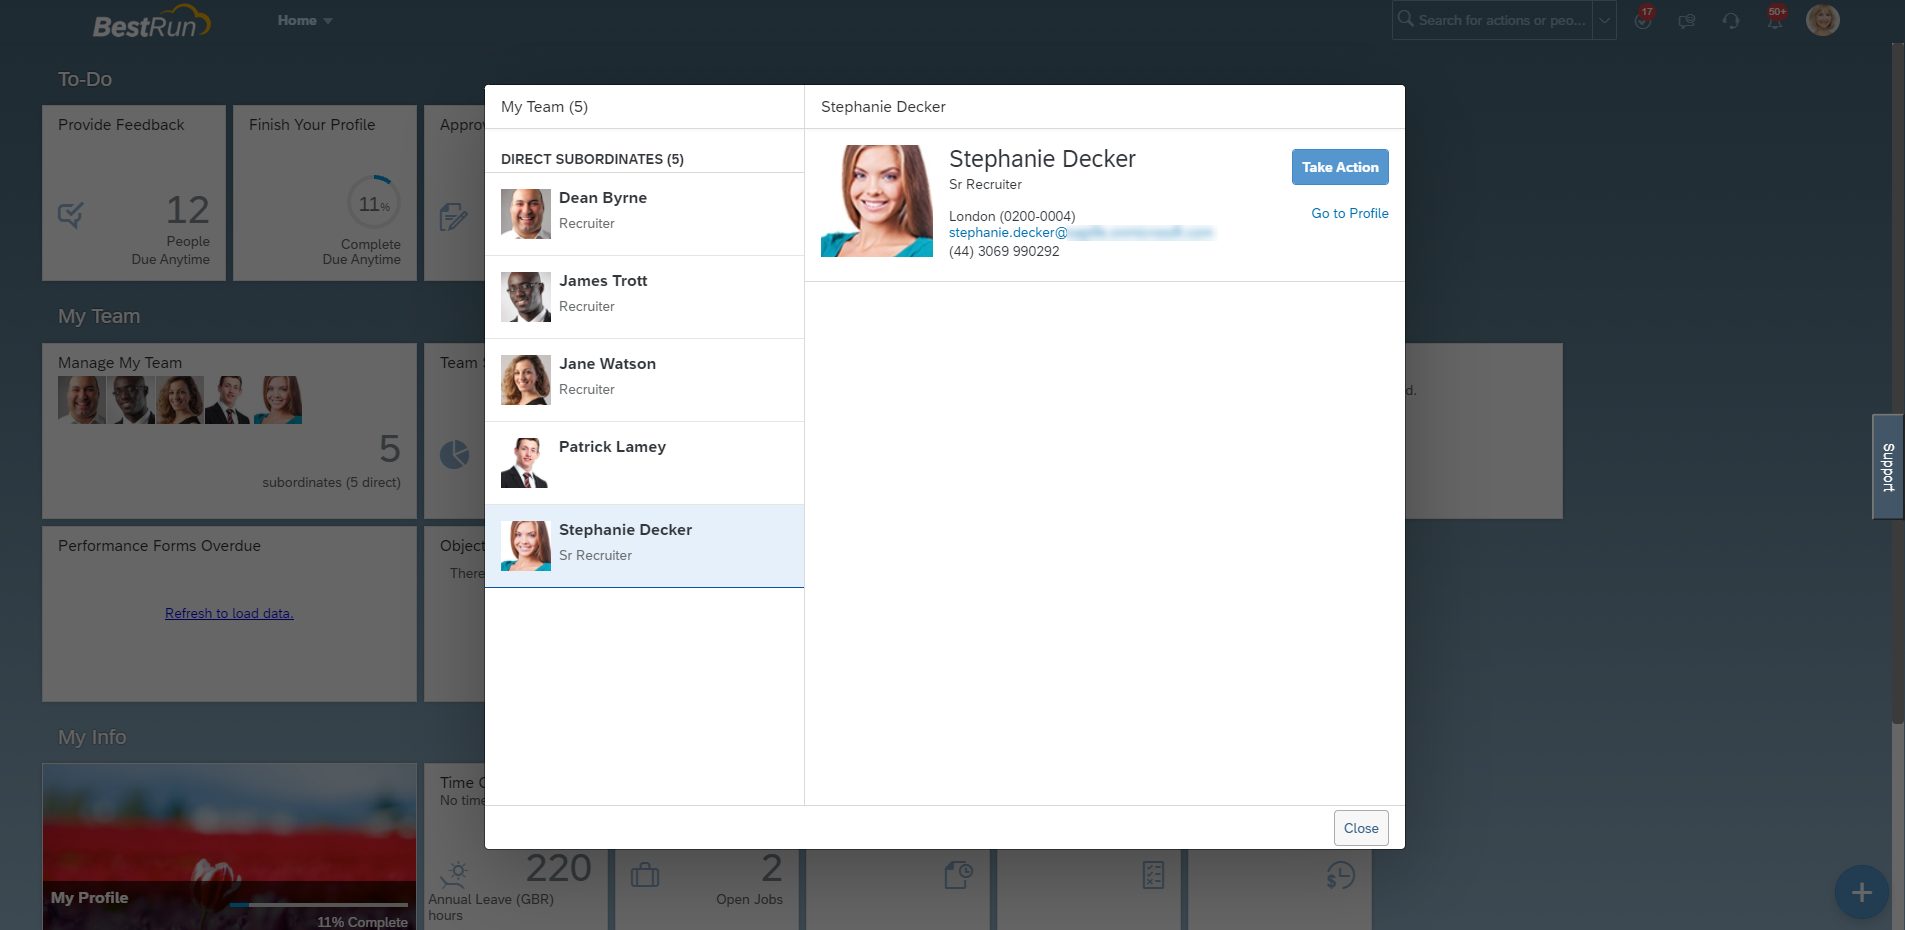 BestRun
Home
Search for actions or peo...
17
50+
To-Do
Provide Feedback
12
People
Due Anytime
Finish Your Profile
11%
Complete
Due Anytime
My Team
Manage My Team
5
subordinates (5 direct)
Team
d.
Performance Forms Overdue
Refresh to load data.
There
My Info
My Profile
11% Complete
Time
No time
220
Annual Leave (GBR)
hours
2
Open Jobs
Support
My Team (5)
DIRECT SUBORDINATES (5)
Dean Byrne
Recruiter
James Trott
Recruiter
Jane Watson
Recruiter
Patrick Lamey
Stephanie Decker
Sr Recruiter
Stephanie Decker
Stephanie Decker
Sr Recruiter
London (0200-0004)
stephanie.decker@
(44) 3069 990292
Take Action
Go to Profile
Close